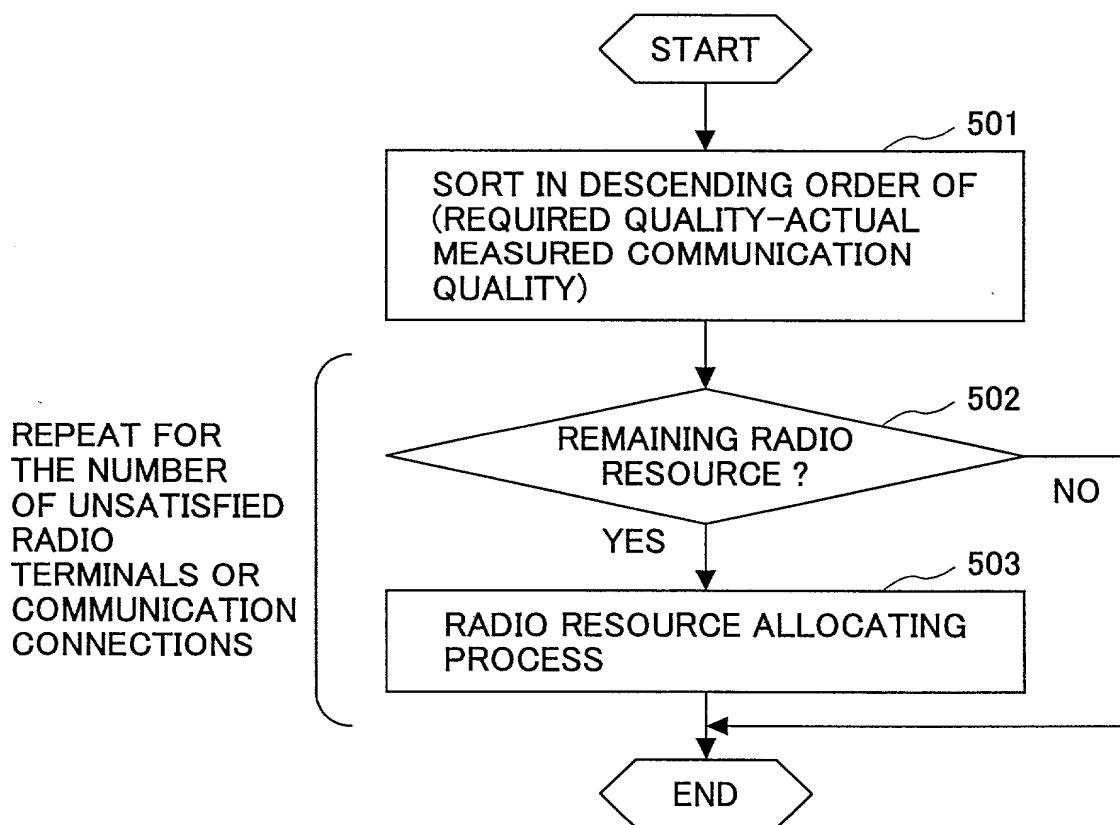 START
501
SORT IN DESCENDING ORDER OF
(REQUIRED QUALITY-ACTUAL
MEASURED COMMUNICATION
QUALITY)
REPEAT FOR
THE NUMBER
OF UNSATISFIED
RADIO
TERMINALS OR
COMMUNICATION
CONNECTIONS
502
REMAINING RADIO
RESOURCE ?
NO
YES
503
RADIO RESOURCE ALLOCATING
PROCESS
END